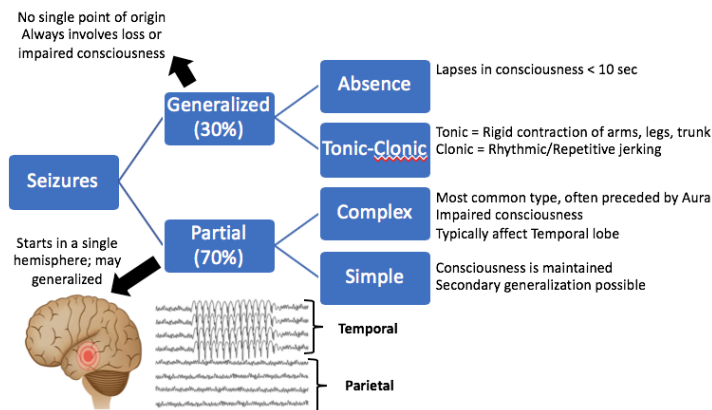 No single point of origin
Always involves loss or
impaired consciousness
Generalized
(30%)
Absence
Lapses in consciousness < 10 sec
Tonic-Clonic
Tonic = Rigid contraction of arms, legs, trunk
Clonic = Rhythmic/Repetitive jerking
Seizures
Partial
(70%)
Complex
Most common type, often preceded by Aura
Impaired consciousness
Typically affect Temporal lobe
Simple
Consciousness is maintained
Secondary generalization possible
Starts in a single
hemisphere; may
generalized
Temporal
Parietal